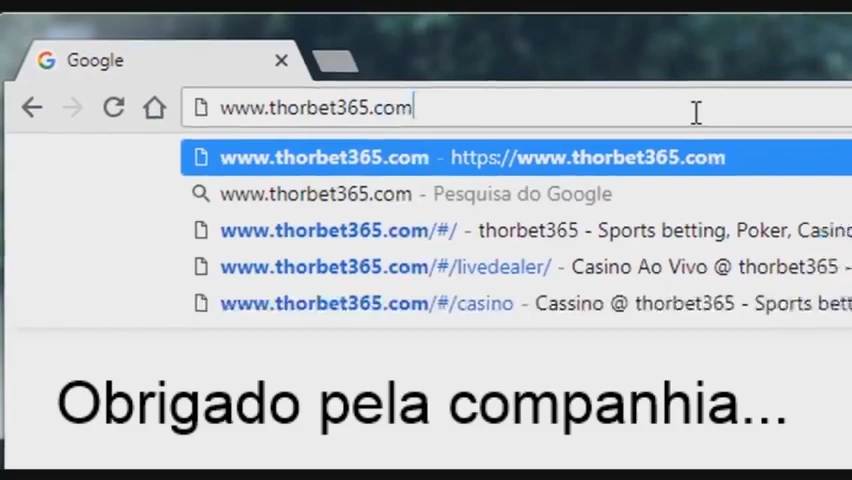 Google
www.thorbet365.com
www.thorbet365.com - https://www.thorbet365.com
www.thorbet365.com - Pesquisa do Google
www.thorbet365.com/#/ - thorbet365 - Sports betting, Poker, Casino
www.thorbet365.com/#/livedealer/ - Casino Ao Vivo @ thorbet365 -
www.thorbet365.com/#/casino - Cassino @ thorbet365 - Sports bett
Obrigado pela companhia...